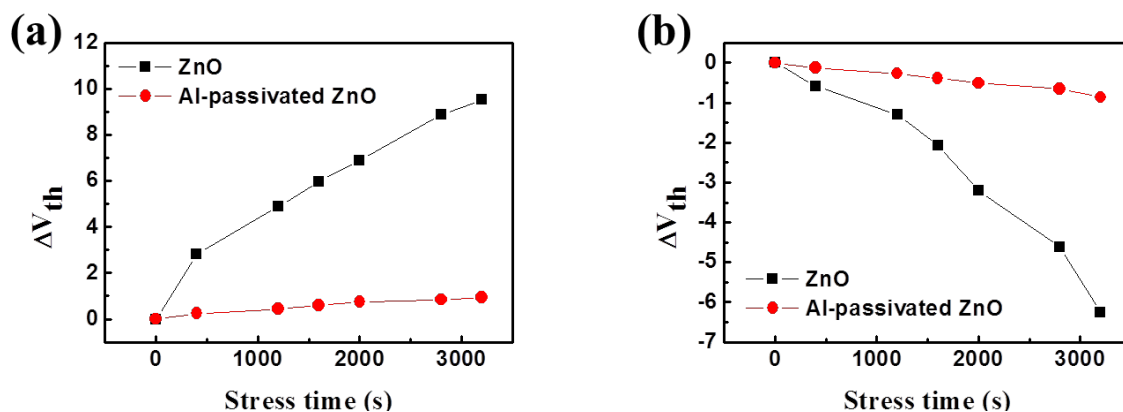 (a)
12
10
8
6
4
2
0
ΔVth
ZnO
Al-passivated ZnO
0 1000 2000 3000
Stress time (s)
(b)
0
-1
-2
-3
-4
-5
-6
-7
ΔVth
ZnO
Al-passivated ZnO
0 1000 2000 3000
Stress time (s)